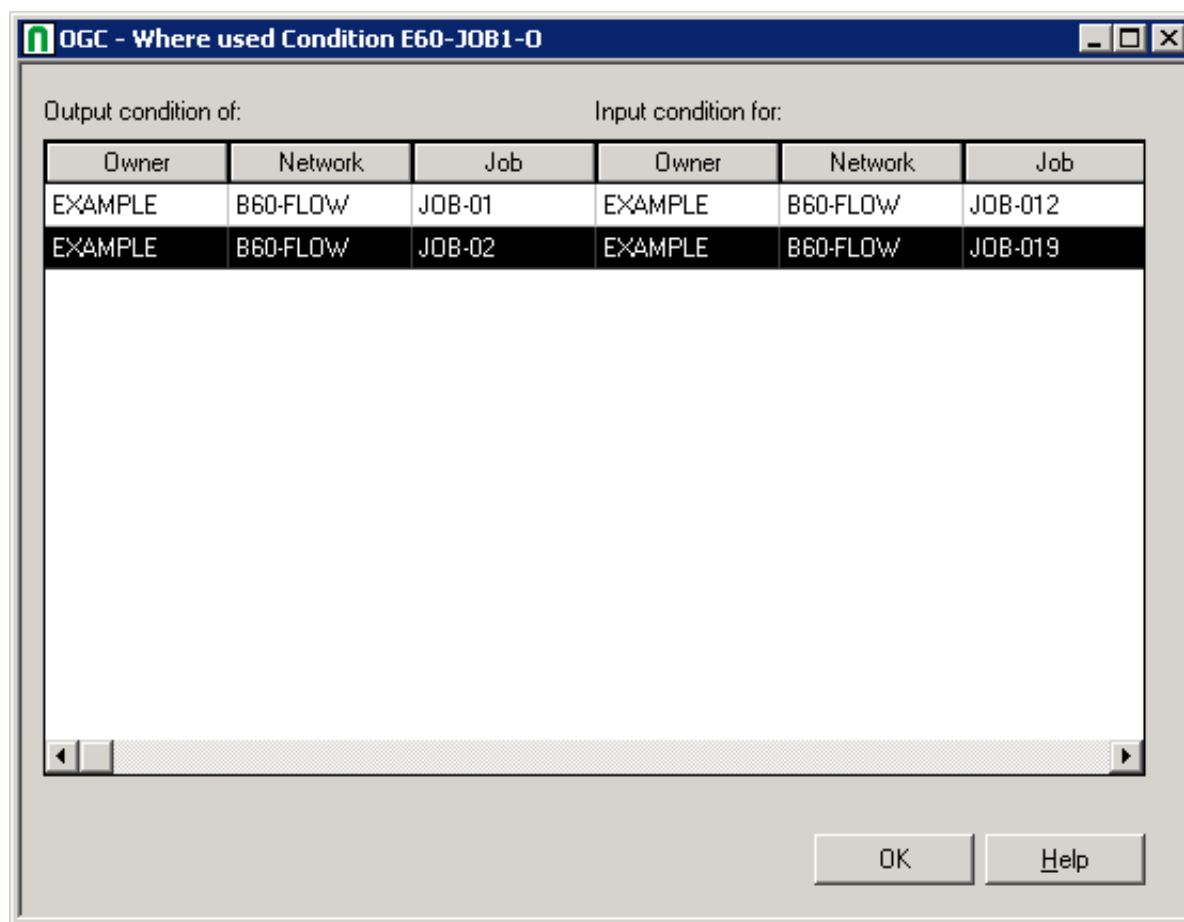 OGC - Where used Condition E60-JOB1-O
Output condition of: Input condition for:
Owner Network Job Owner Network Job
EXAMPLE B60-FLOW JOB-01 EXAMPLE B60-FLOW JOB-012
EXAMPLE B60-FLOW JOB-02 EXAMPLE B60-FLOW JOB-019
OK Help